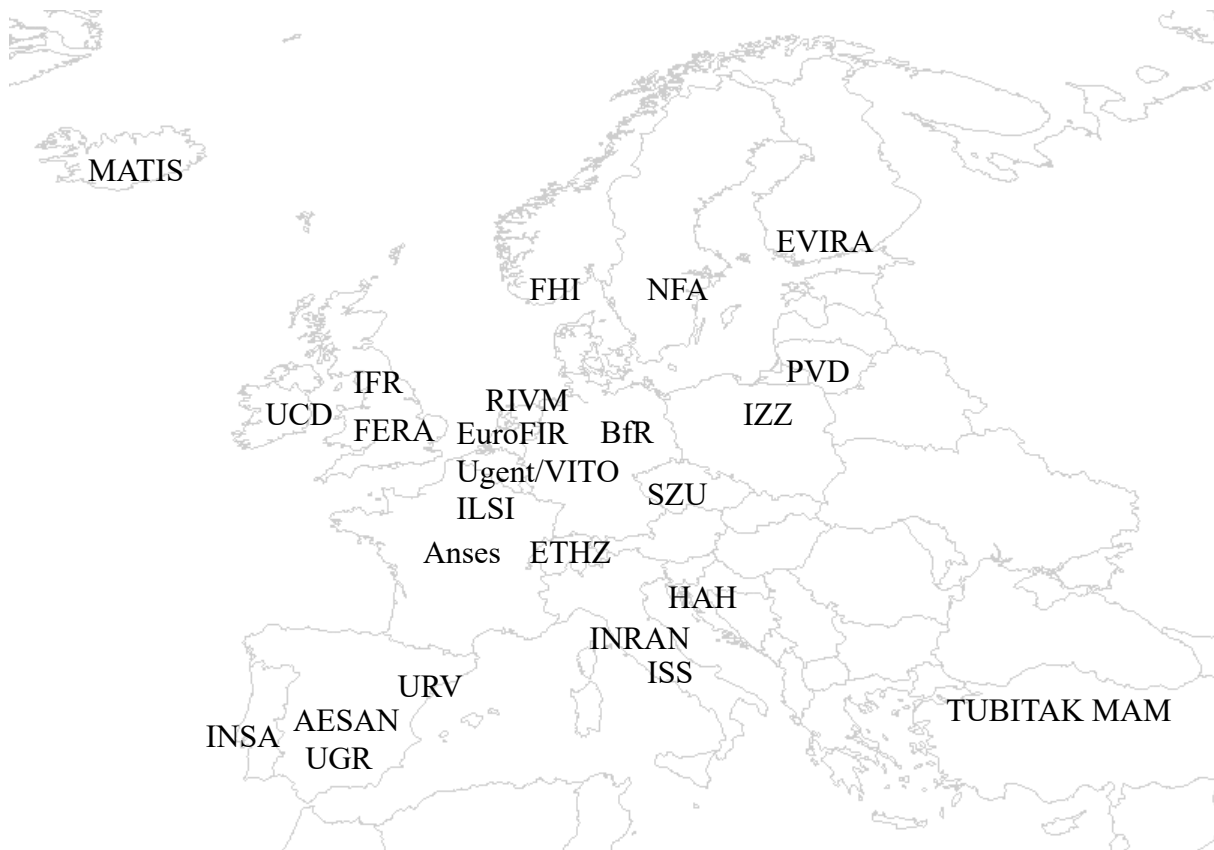 MATIS
EVIRA
FHI
NFA
PVD
IFR
RIVM
UCD
IZZ
FERA
EuroFIR
BfR
Ugent/VITO
SZU
ILSI
Anses
ETHZ
HAH
INRAN
ISS
URV
AESAN
TUBITAK MAM
INSA
UGR